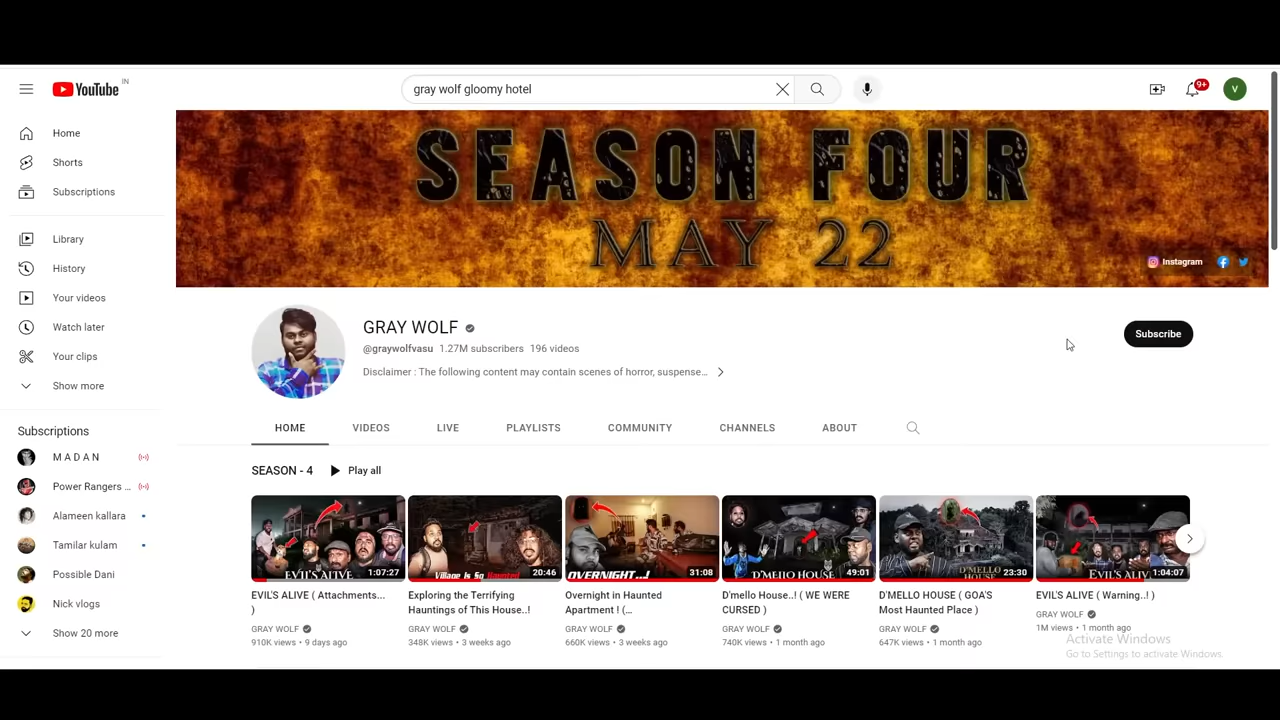 YouTube IN
gray wolf gloomy hotel
9+
V
Home
Shorts
Subscriptions
Library
History
Your videos
Watch later
Your clips
Show more
Subscriptions
M A D A N
Power Rangers ...
Alameen kallara
Tamilar kulam
Possible Dani
Nick vlogs
Show 20 more
SEASON FOUR
MAY 22
Instagram
GRAY WOLF
@graywolfvasu 1.27M subscribers 196 videos
Disclaimer : The following content may contain scenes of horror, suspense...
Subscribe
HOME VIDEOS LIVE PLAYLISTS COMMUNITY CHANNELS ABOUT
SEASON - 4 Play all
EVIL'S ALIVE
1:07:27
EVIL'S ALIVE ( Attachments...
)
GRAY WOLF
910K views • 9 days ago
Village Is So Haunted
20:46
Exploring the Terrifying
Hauntings of This House..!
GRAY WOLF
348K views • 3 weeks ago
OVERNIGHT...!
31:08
Overnight in Haunted
Apartment ! (...
GRAY WOLF
660K views • 3 weeks ago
D'MELLO HOUSE
49:01
D'mello House..! ( WE WERE
CURSED )
GRAY WOLF
740K views • 1 month ago
D'MELLO HOUSE
23:30
D'MELLO HOUSE ( GOA'S
Most Haunted Place )
GRAY WOLF
647K views • 1 month ago
EVIL'S ALIV
1:04:07
EVIL'S ALIVE ( Warning..! )
GRAY WOLF
1M views • 1 month ago
Activate Windows
Go to Settings to activate Windows.